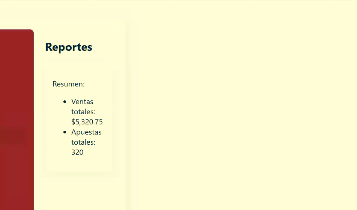 Reportes
Resumen:
Ventas
totales:
$5,320.75
Apuestas
totales:
320